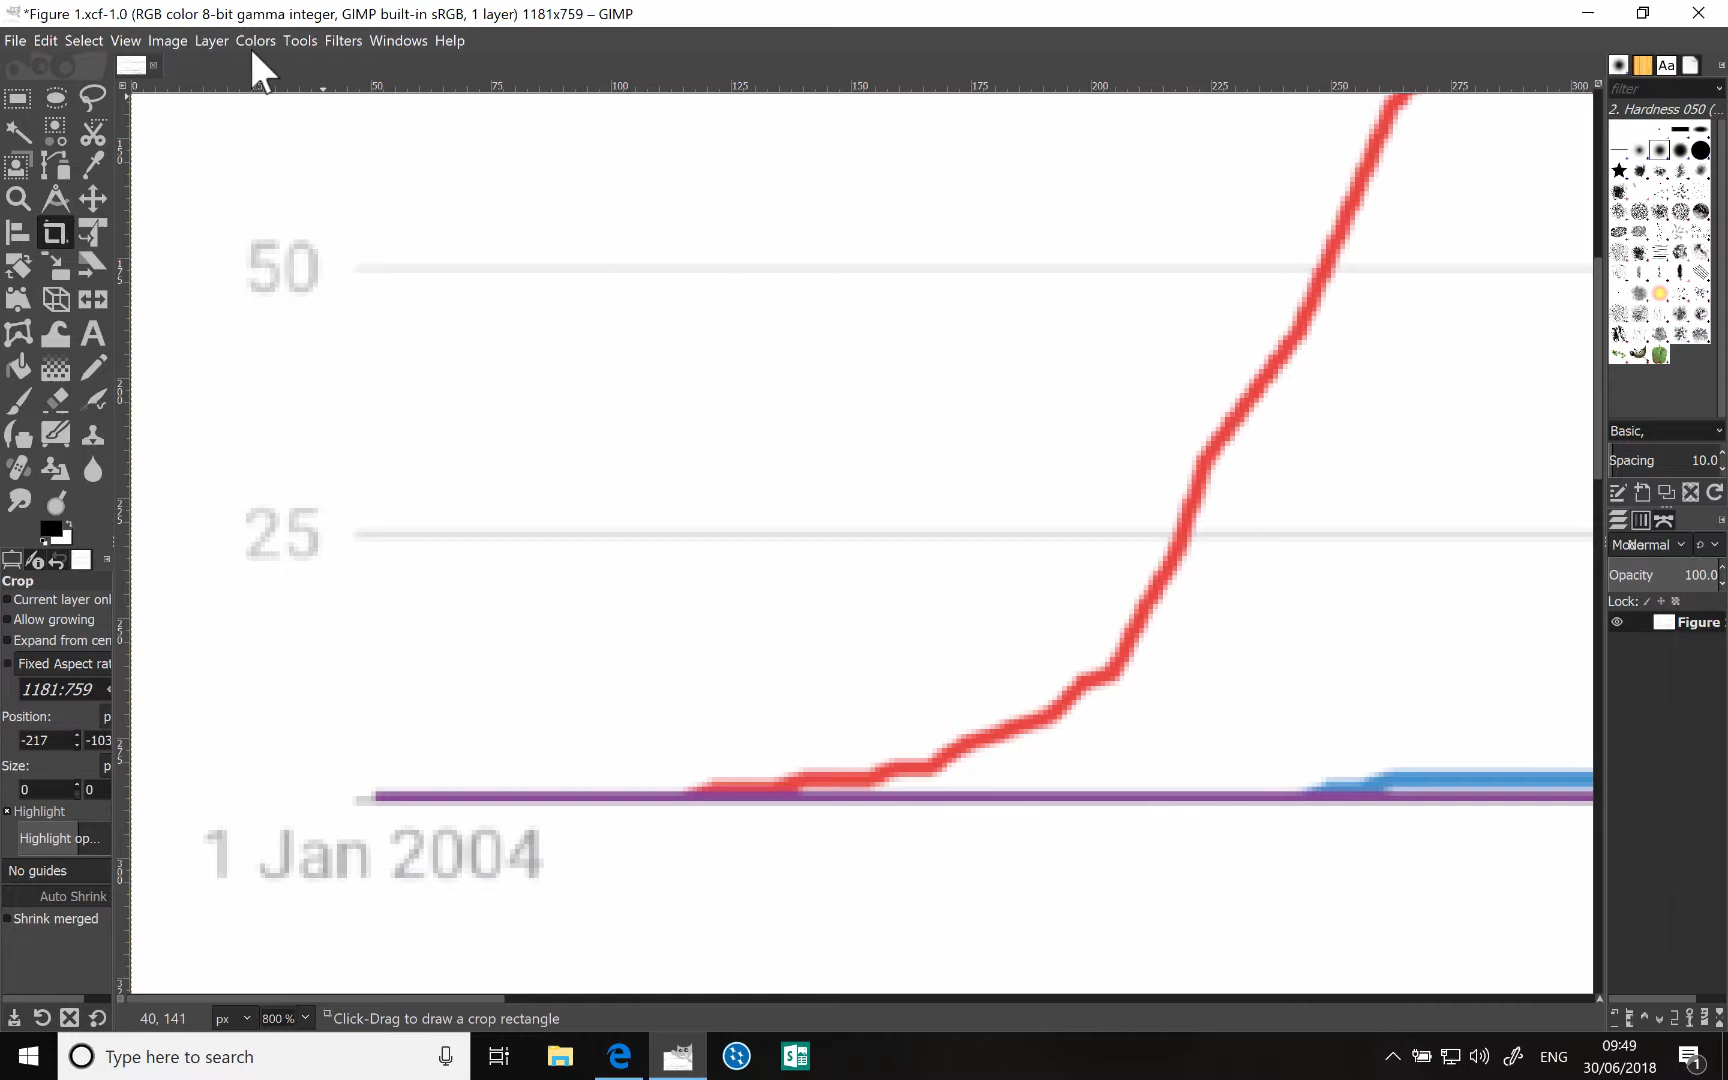 *Figure 1.xcf-1.0 (RGB color 8-bit gamma integer, GIMP built-in sRGB, 1 layer) 1181x759 – GIMP
File Edit Select View Image Layer Colors Tools Filters Windows Help
0 50 75 100 125 150 175 200 225 250 275 300
Aa
filter
2. Hardness 050 (...
50
25
1 Jan 2004
Basic,
Spacing 10.0
Mode Normal
Opacity 100.0
Lock:
Figure
Crop
Current layer onl
Allow growing
Expand from cen
Fixed Aspect rat
1181:759
Position: p
-217 -103
Size: p
0 0
Highlight
Highlight op...
No guides
Auto Shrink
Shrink merged
40, 141 px 800 % Click-Drag to draw a crop rectangle
Type here to search
ENG
09:49
30/06/2018
1